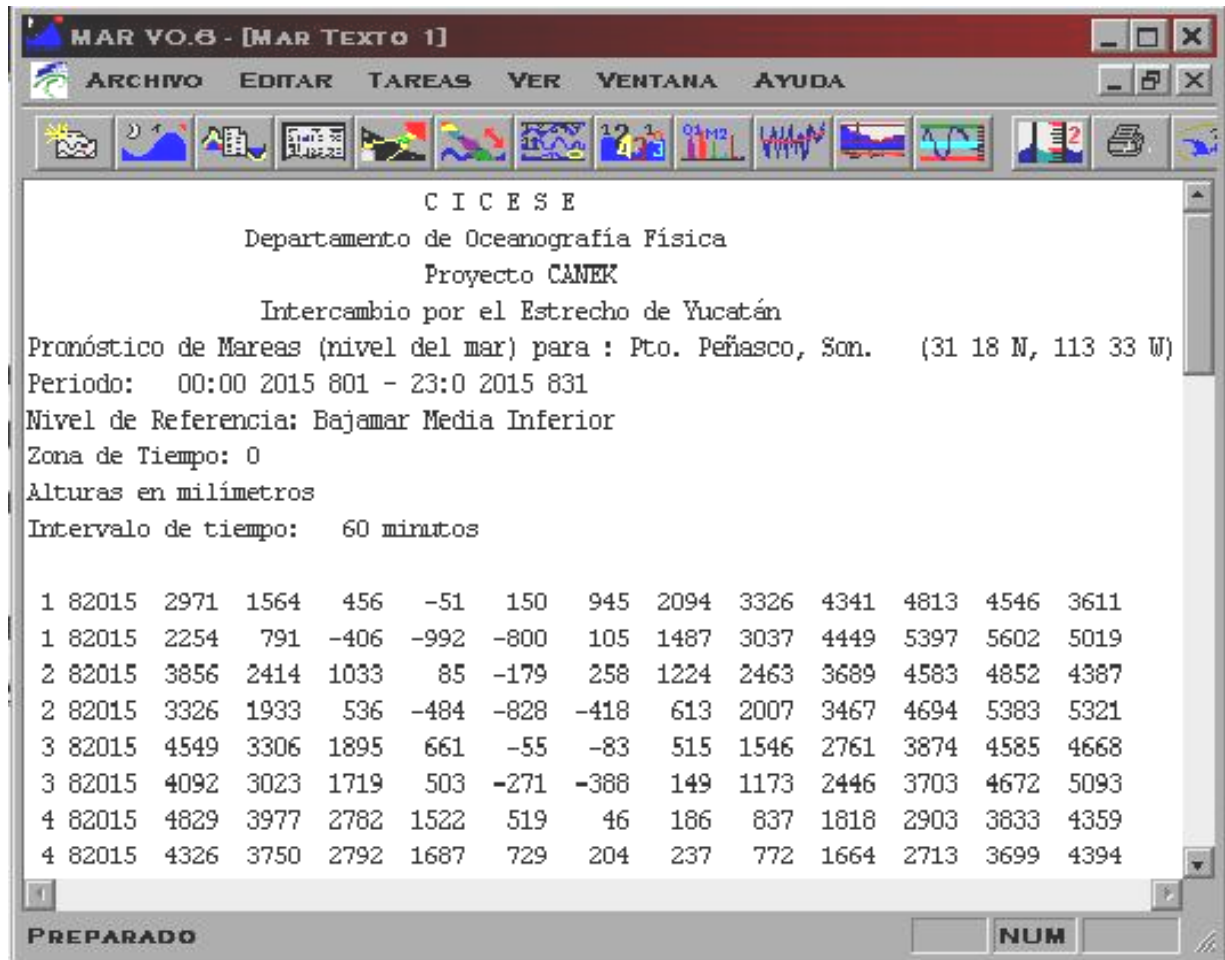 MAR V0.6 - [MAR TEXTO 1]
ARCHIVO EDITAR TAREAS VER VENTANA AYUDA
C I C E S E
Departamento de Oceanografía Física
Proyecto CANEK
Intercambio por el Estrecho de Yucatán
Pronóstico de Mareas (nivel del mar) para : Pto. Peñasco, Son. (31 18 N, 113 33 W)
Periodo: 00:00 2015 801 - 23:0 2015 831
Nivel de Referencia: Bajamar Media Inferior
Zona de Tiempo: 0
Alturas en milímetros
Intervalo de tiempo: 60 minutos
1 82015 2971 1564 456 -51 150 945 2094 3326 4341 4813 4546 3611
1 82015 2254 791 -406 -992 -800 105 1487 3037 4449 5397 5602 5019
2 82015 3856 2414 1033 85 -179 258 1224 2463 3689 4583 4852 4387
2 82015 3326 1933 536 -484 -828 -418 613 2007 3467 4694 5383 5321
3 82015 4549 3306 1895 661 -55 -83 515 1546 2761 3874 4585 4668
3 82015 4092 3023 1719 503 -271 -388 149 1173 2446 3703 4672 5093
4 82015 4829 3977 2782 1522 519 46 186 837 1818 2903 3833 4359
4 82015 4326 3750 2792 1687 729 204 237 772 1664 2713 3699 4394
PREPARADO NUM